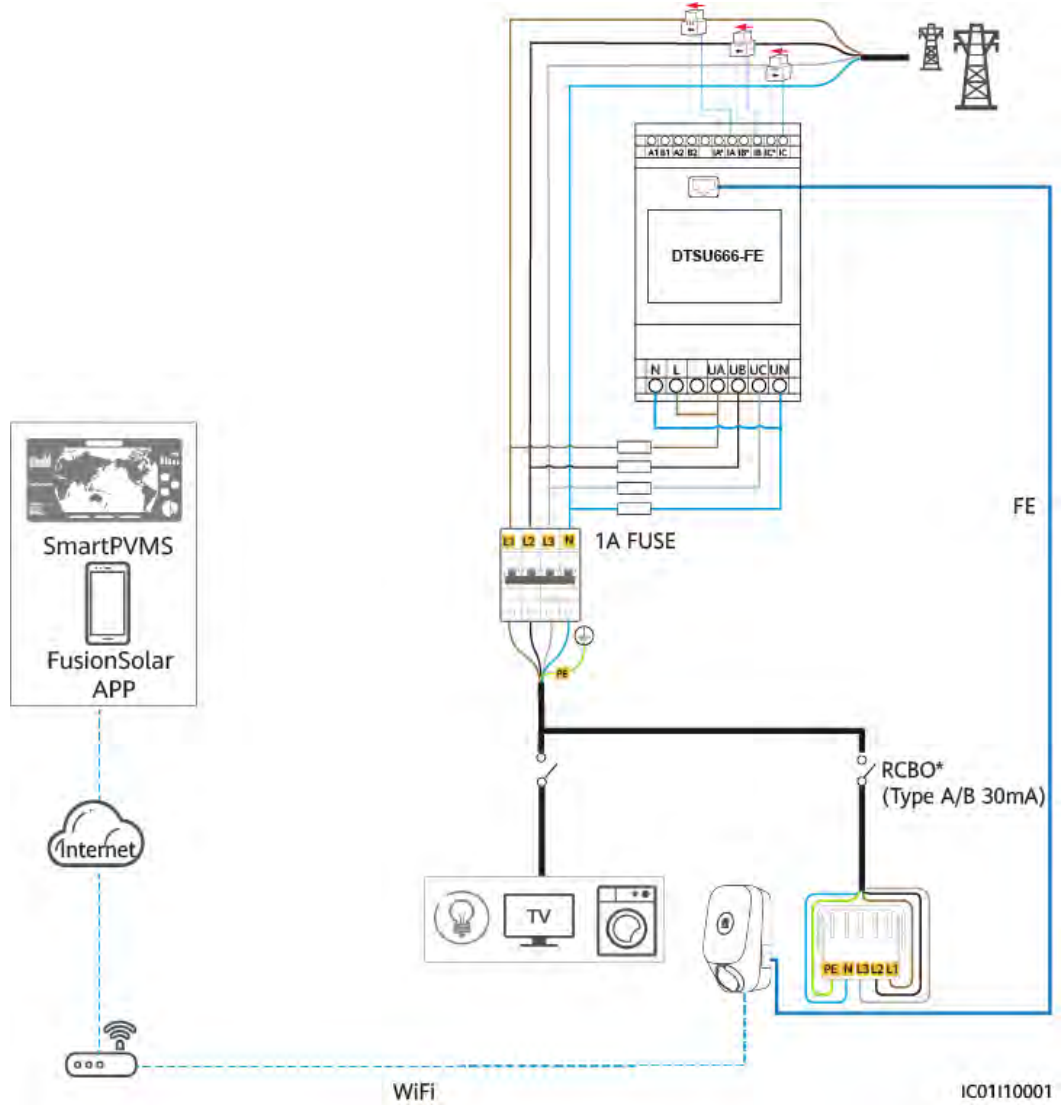 A1 B1 A2 B2 IA* IA IB* IB IC* IC
DTSU666-FE
N L UA UB UC UN
FE
SmartPVMS
FusionSolar
APP
L1 L2 L3 N
1A FUSE
PE
RCBO*
(Type A/B 30mA)
Internet
TV
PE N L3 L2 L1
WiFi
IC01I10001